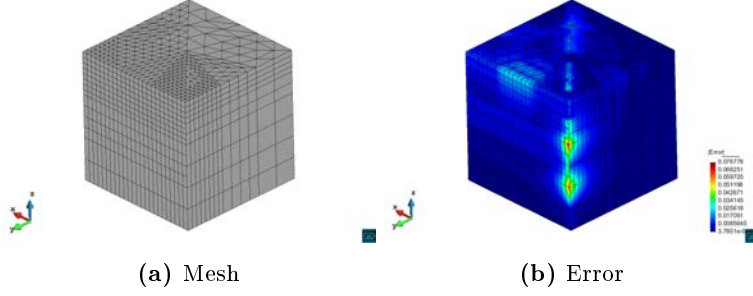 z
x
y
z
x
y
|Error|
0.076776
0.068251
0.059725
0.051198
0.042671
0.034145
0.025618
0.017091
0.0085645
(a) Mesh
(b) Error